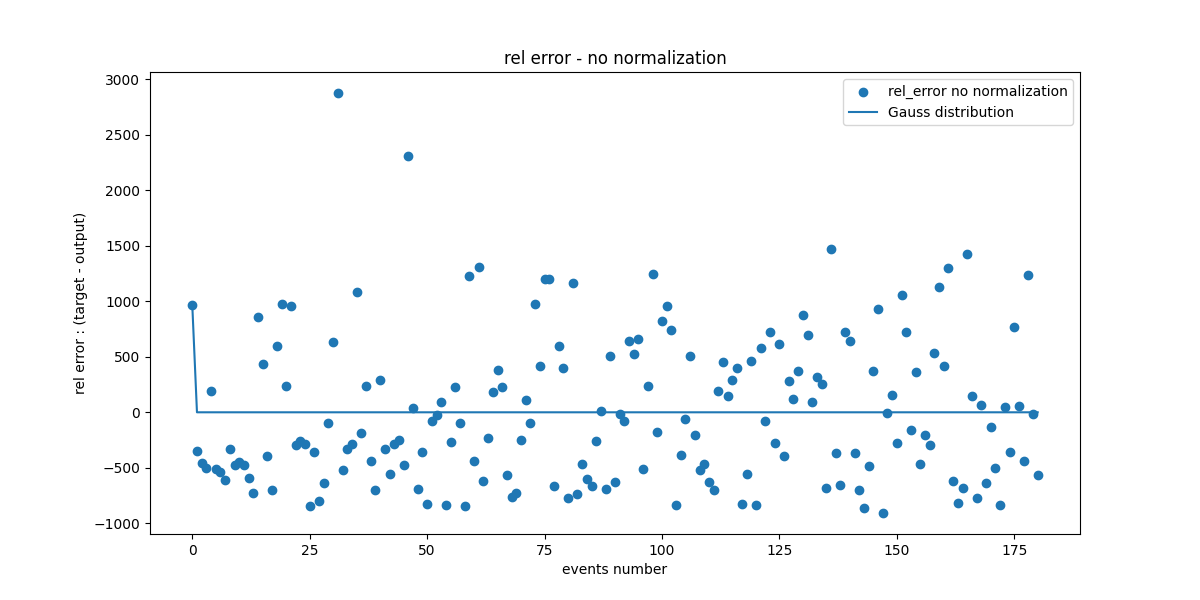 rel error - no normalization
rel_error no normalization
Gauss distribution
rel error : (target - output)
3000
2500
2000
1500
1000
500
0
−500
−1000
0 25 50 75 100 125 150 175
events number